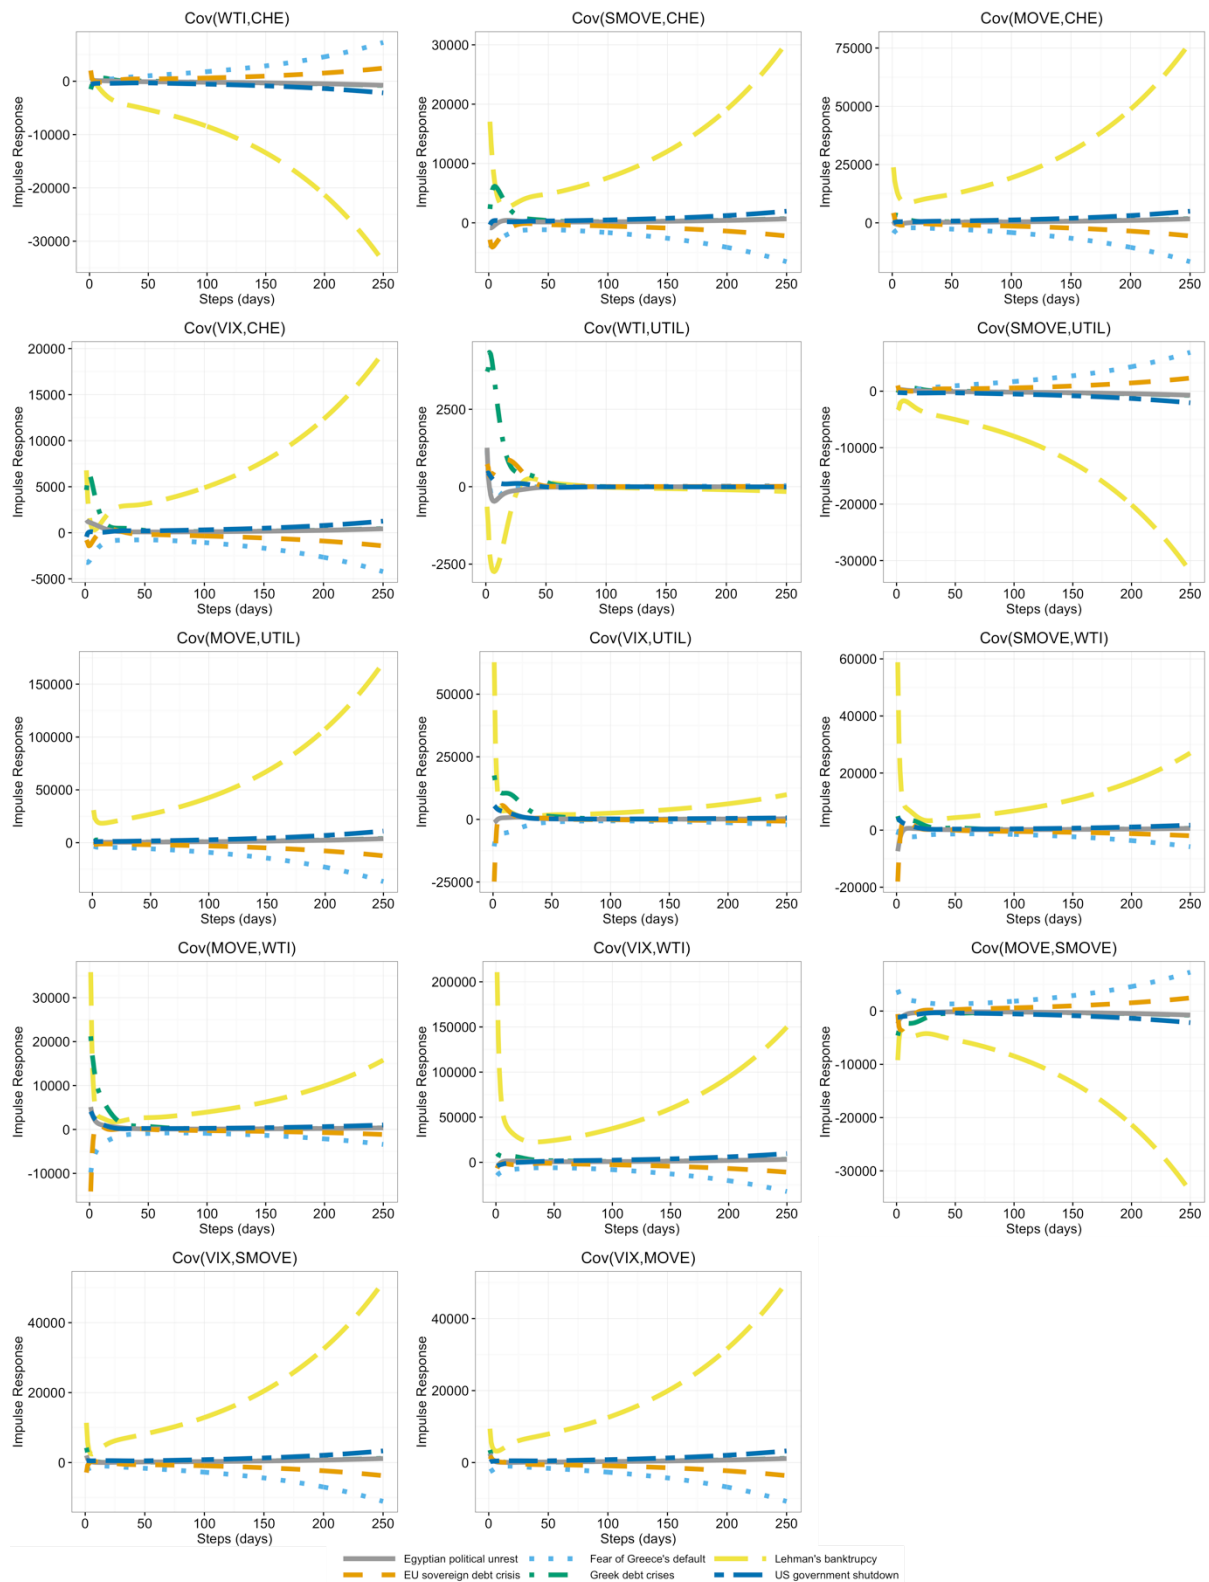 Cov(WTI,CHE)
Impulse Response
0
-10000
-20000
-30000
0 50 100 150 200 250
Steps (days)
Cov(SMOVE,CHE)
Impulse Response
30000
20000
10000
0
0 50 100 150 200 250
Steps (days)
Cov(MOVE,CHE)
Impulse Response
75000
50000
25000
0
0 50 100 150 200 250
Steps (days)
Cov(VIX,CHE)
Impulse Response
20000
15000
10000
5000
0
-5000
0 50 100 150 200 250
Steps (days)
Cov(WTI,UTIL)
Impulse Response
2500
0
-2500
0 50 100 150 200 250
Steps (days)
Cov(SMOVE,UTIL)
Impulse Response
0
-10000
-20000
-30000
0 50 100 150 200 250
Steps (days)
Cov(MOVE,UTIL)
Impulse Response
150000
100000
50000
0
0 50 100 150 200 250
Steps (days)
Cov(VIX,UTIL)
Impulse Response
50000
25000
0
-25000
0 50 100 150 200 250
Steps (days)
Cov(SMOVE,WTI)
Impulse Response
60000
40000
20000
0
-20000
0 50 100 150 200 250
Steps (days)
Cov(MOVE,WTI)
Impulse Response
30000
20000
10000
0
-10000
0 50 100 150 200 250
Steps (days)
Cov(VIX,WTI)
Impulse Response
200000
150000
100000
50000
0
0 50 100 150 200 250
Steps (days)
Cov(MOVE,SMOVE)
Impulse Response
0
-10000
-20000
-30000
0 50 100 150 200 250
Steps (days)
Cov(VIX,SMOVE)
Impulse Response
40000
20000
0
0 50 100 150 200 250
Steps (days)
Cov(VIX,MOVE)
Impulse Response
40000
20000
0
0 50 100 150 200 250
Steps (days)
Egyptian political unrest Fear of Greece's default Lehman's banktrupcy
EU sovereign debt crisis Greek debt crises US government shutdown